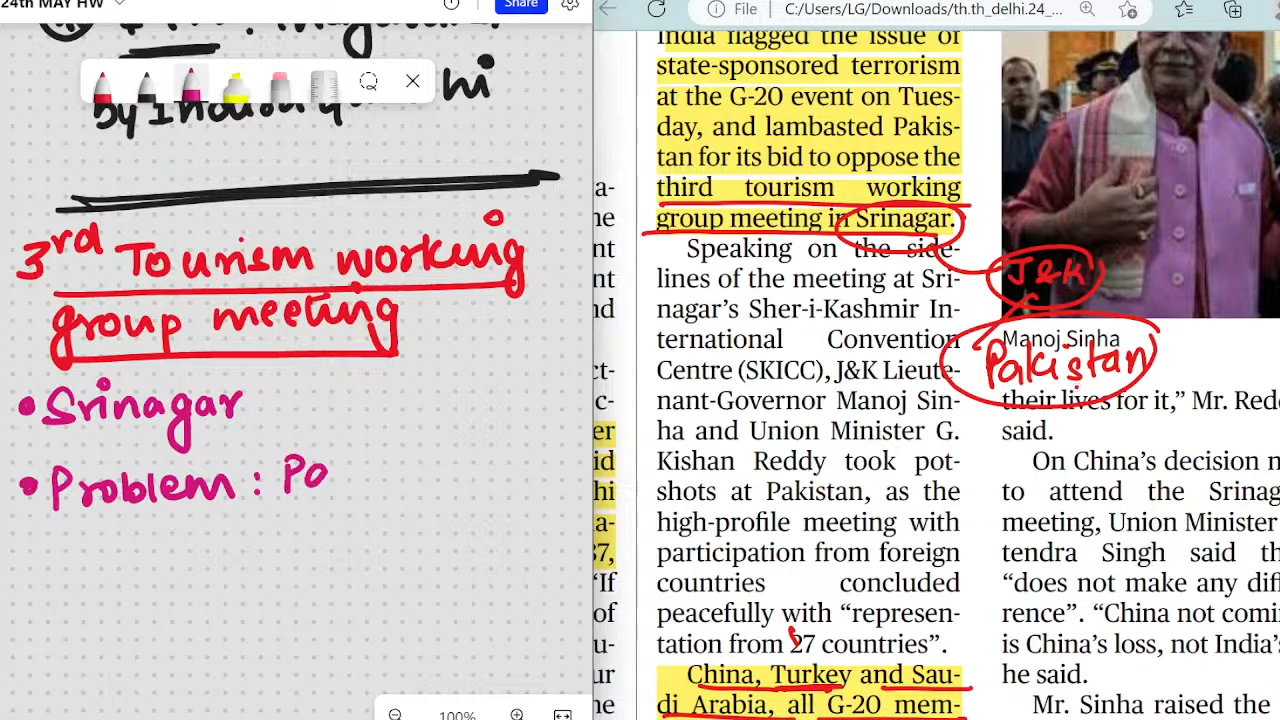 24th MAY HW
Share
by Indira Gandhi
3rd Tourism working
group meeting
• Srinagar
• Problem : Pa
File
C:/Users/LG/Downloads/th.th_delhi.24_...
India flagged the issue of
state-sponsored terrorism
at the G-20 event on Tues-
day, and lambasted Pakis-
tan for its bid to oppose the
third tourism working
group meeting in Srinagar.
Speaking on the side-
lines of the meeting at Sri-
nagar's Sher-i-Kashmir In-
ternational Convention
Centre (SKICC), J&K Lieute-
nant-Governor Manoj Sin-
ha and Union Minister G.
Kishan Reddy took pot-
shots at Pakistan, as the
high-profile meeting with
participation from foreign
countries concluded
peacefully with "represen-
tation from 27 countries".
China, Turkey and Sau-
di Arabia, all G-20 mem-
J&K
Manoj Sinha
Pakistan
their lives for it," Mr. Redd
said.
On China's decision n
to attend the Srinag
meeting, Union Minister
tendra Singh said th
"does not make any diff
rence". "China not comi
is China's loss, not India's
he said.
Mr. Sinha raised the
100%